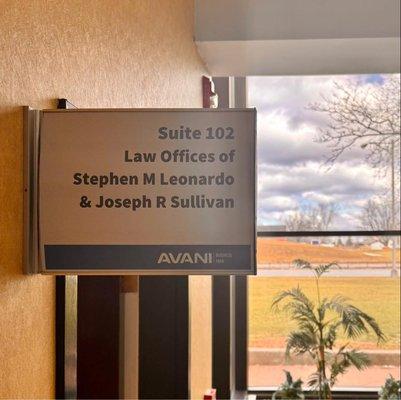 Suite 102
Law Offices of
Stephen M Leonardo
& Joseph R Sullivan
AVANI